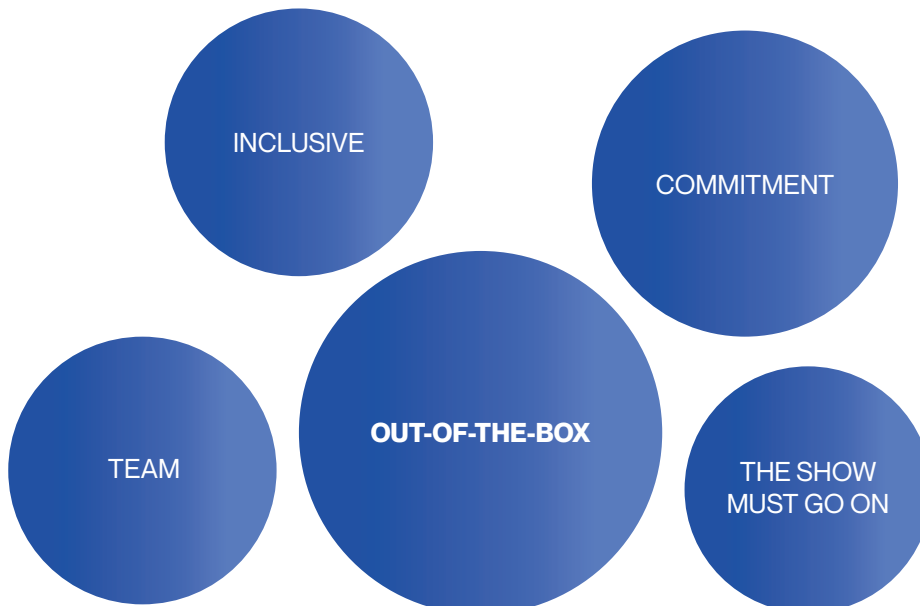 INCLUSIVE
COMMITMENT
OUT-OF-THE-BOX
TEAM
THE SHOW
MUST GO ON